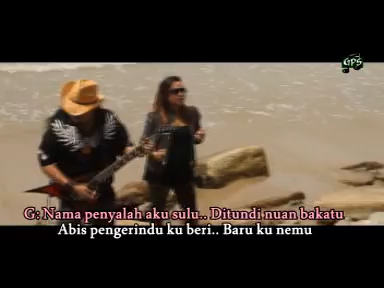 GPS
G: Nama penyalah aku sulu.. Ditundi nuan bakatu
Abis pengerindu ku beri.. Baru ku nemu